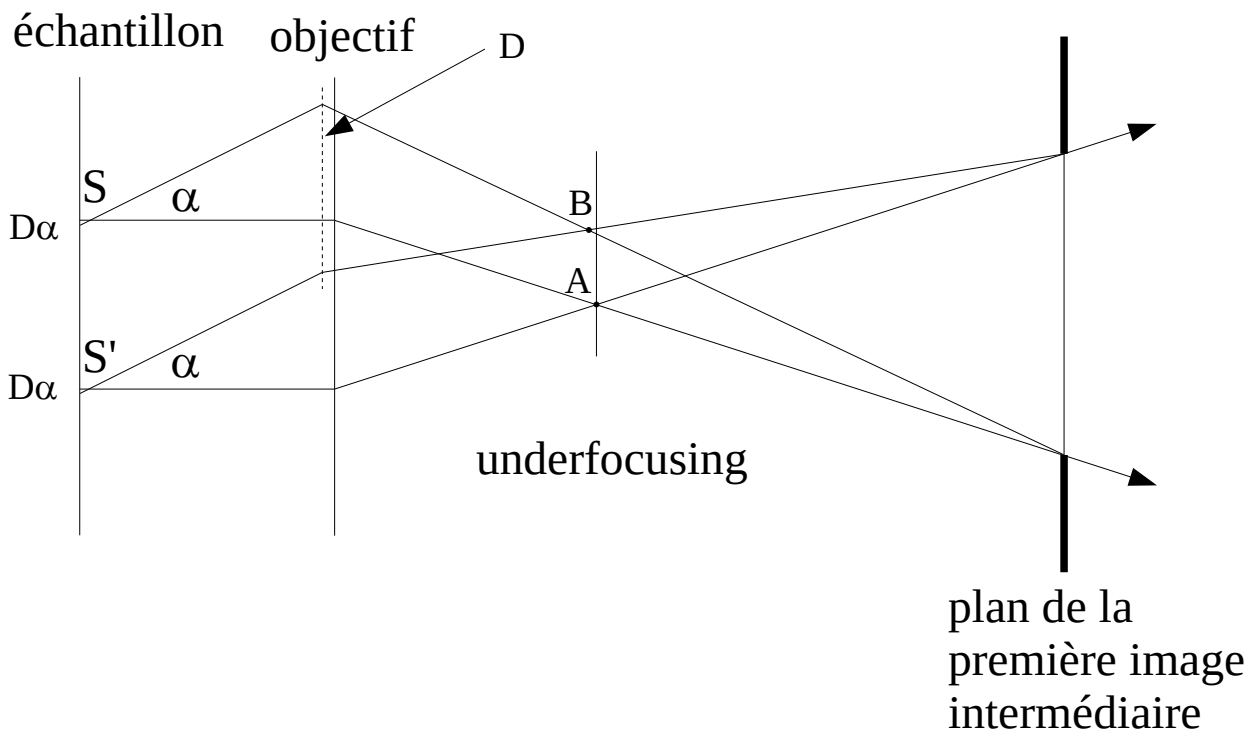 échantillon
objectif
D
S
α
Dα
B
A
S'
α
Dα
underfocusing
plan de la
première image
intermédiaire